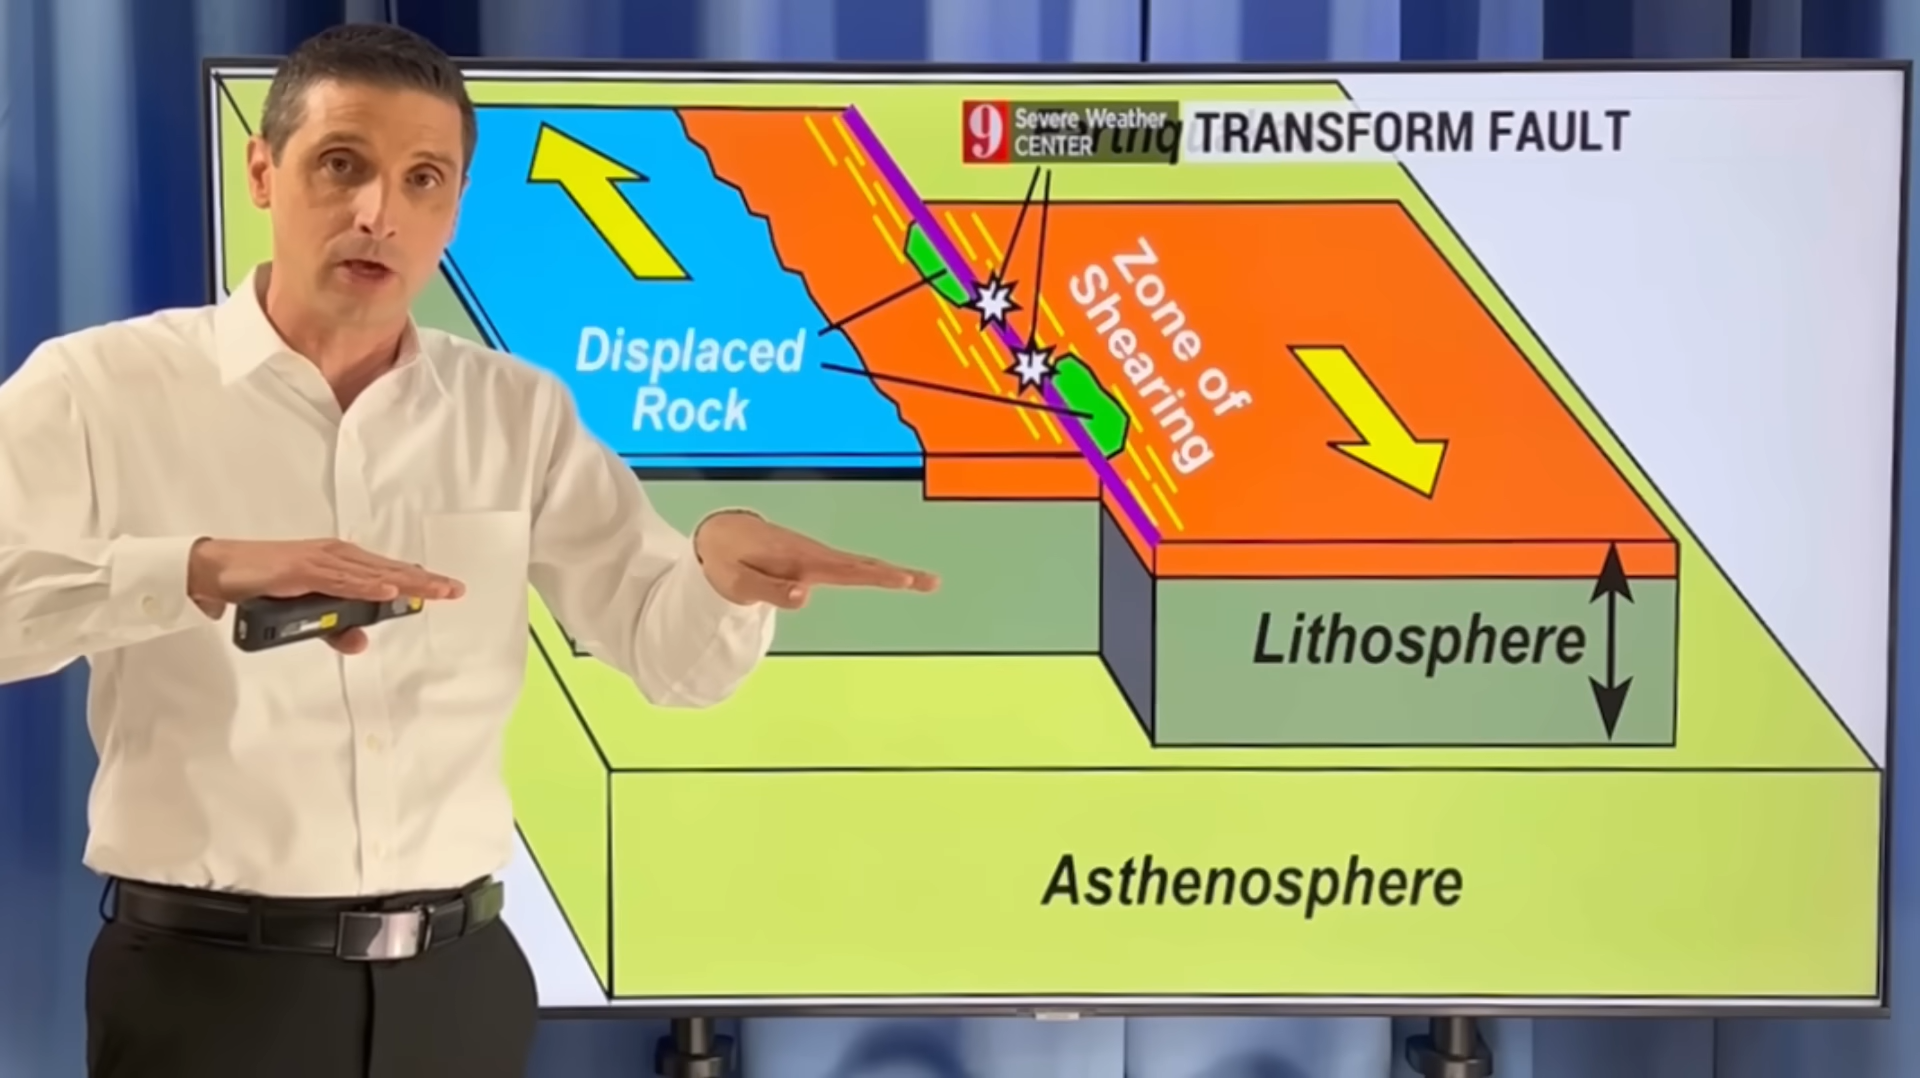 9 Severe Weather
CENTER
TRANSFORM FAULT
Zone of
Shearing
Displaced
Rock
Lithosphere
Asthenosphere